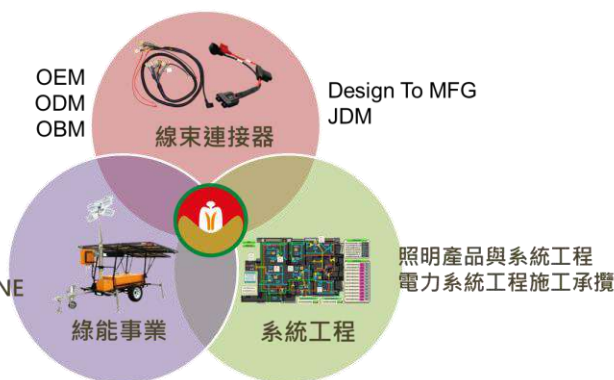 OEM
ODM
OBM
Design To MFG
JDM
線束連接器
NE
綠能事業
系統工程
照明產品與系統工程
電力系統工程施工承攬